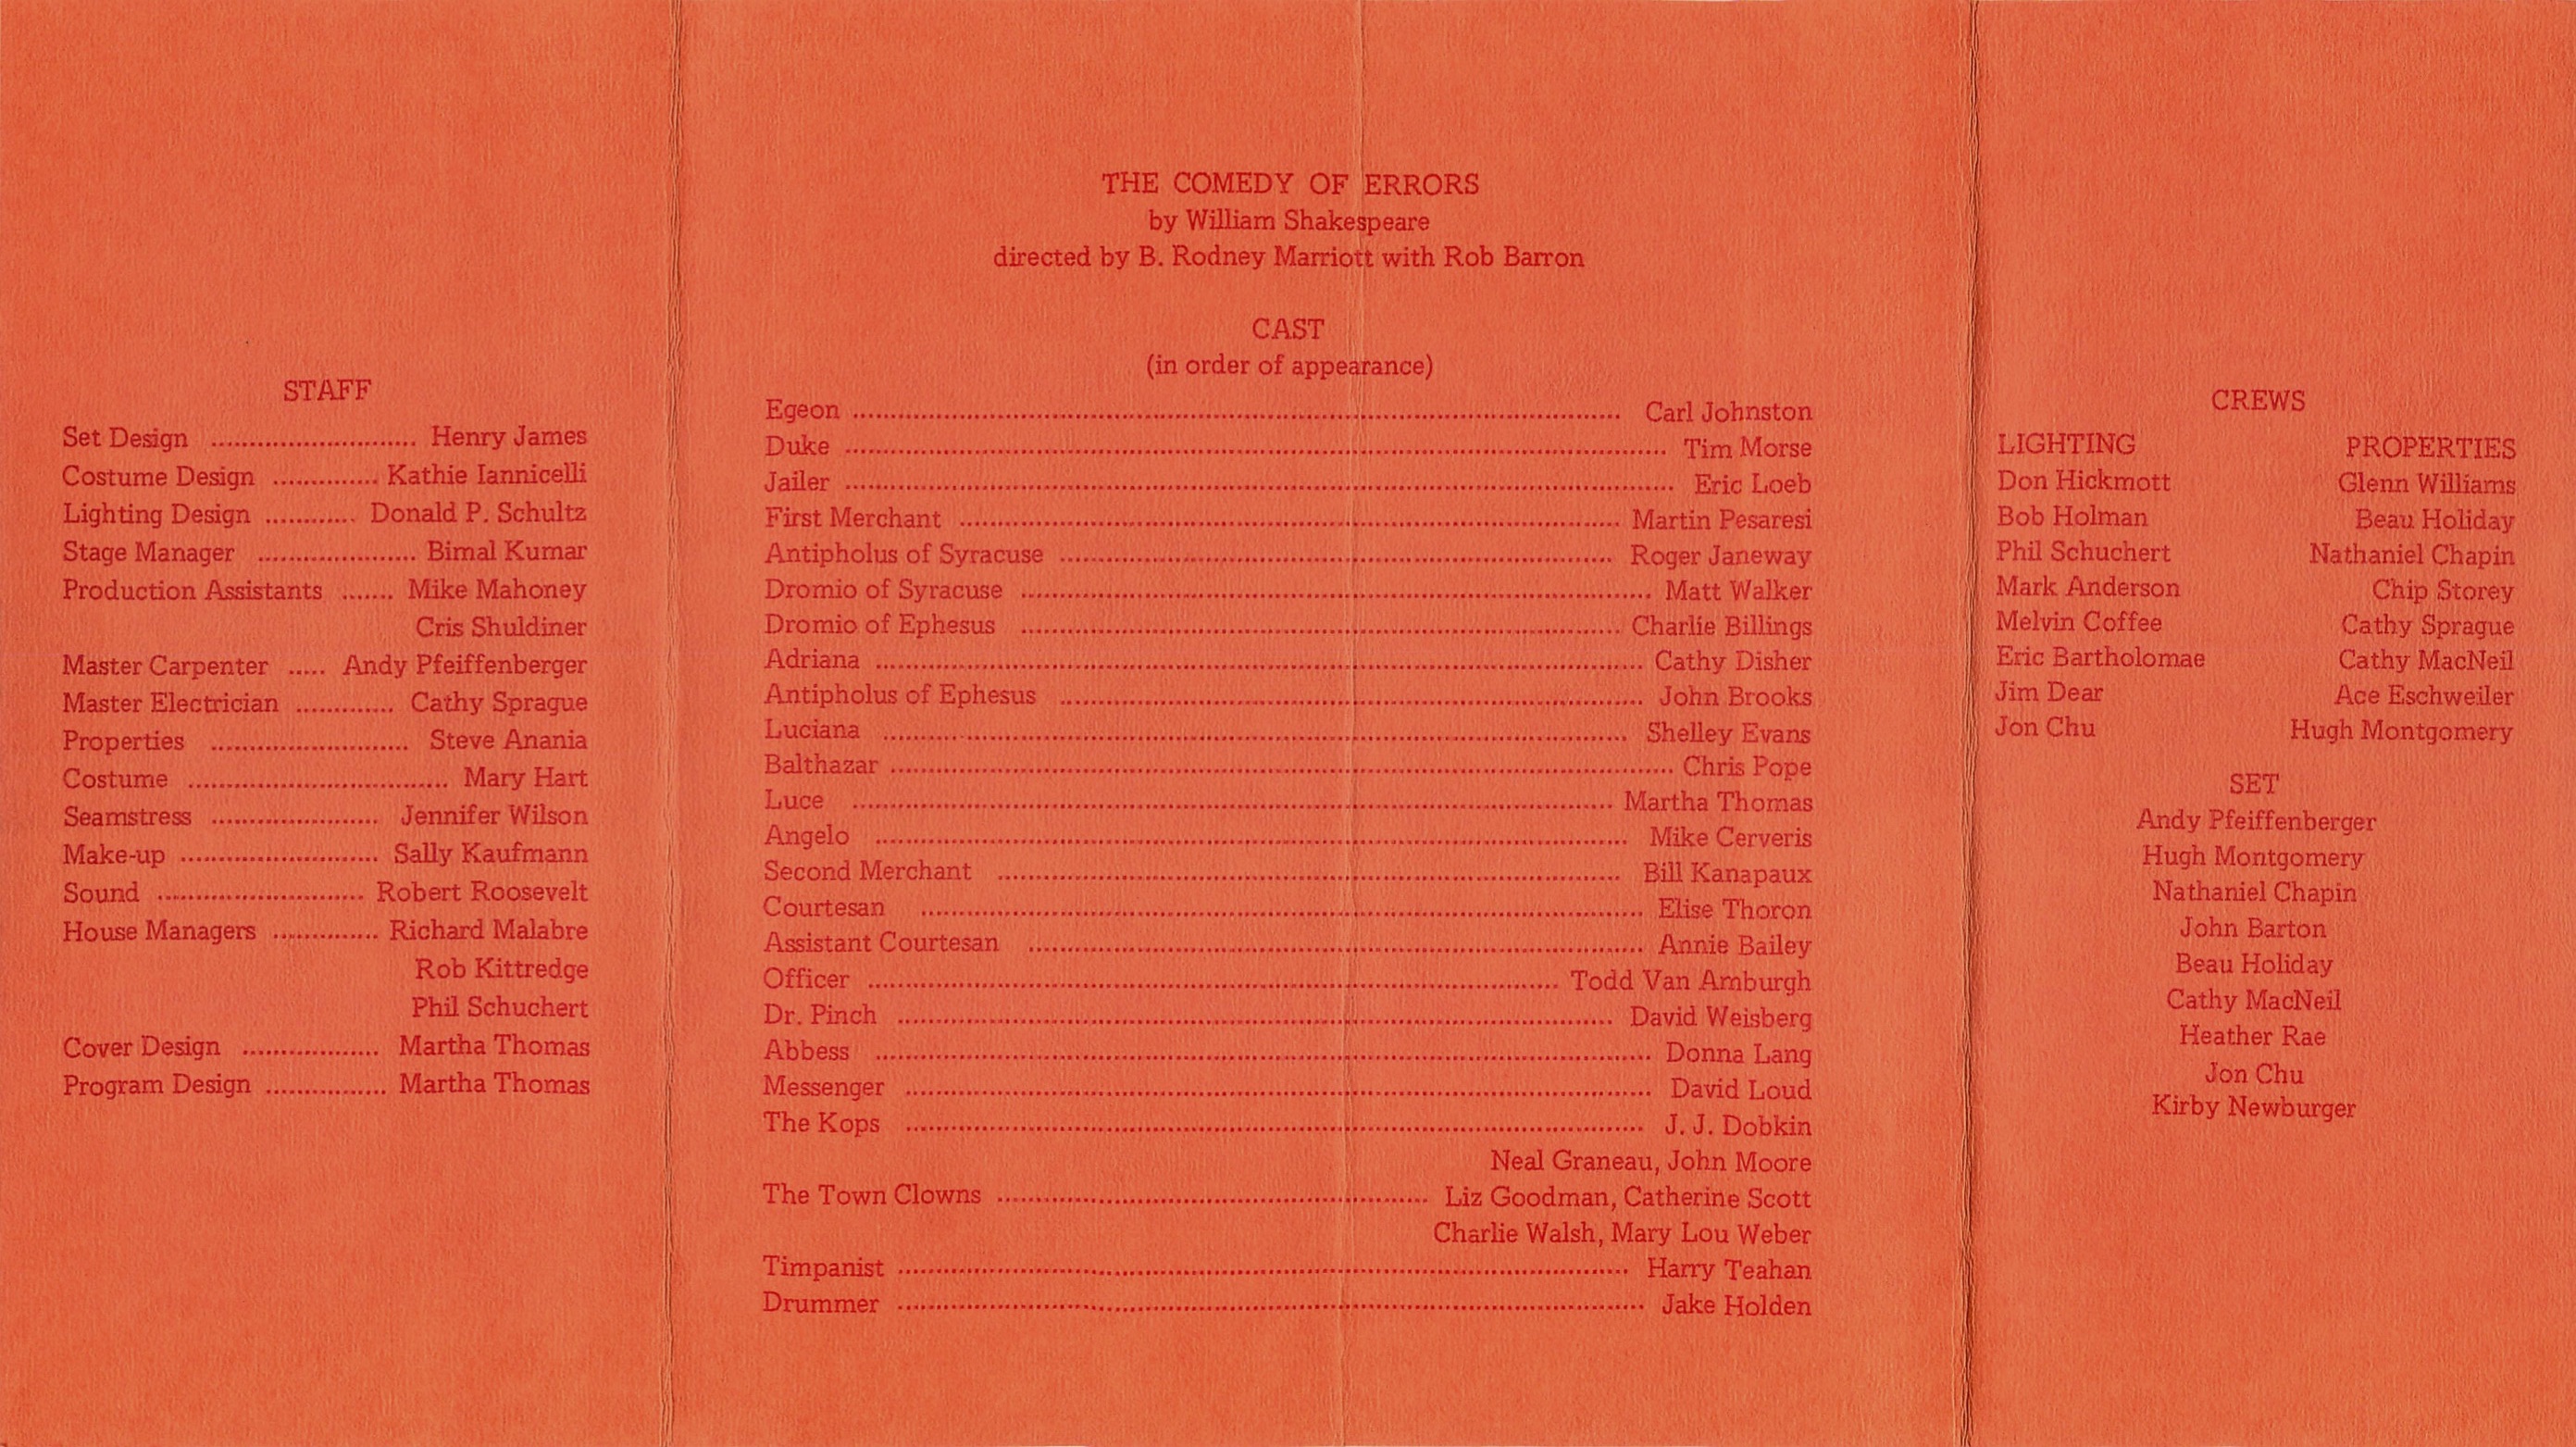 STAFF
Set Design .......................... Henry James
Costume Design .............. Kathie Iannicelli
Lighting Design ............ Donald P. Schultz
Stage Manager ..................... Bimal Kumar
Production Assistants ....... Mike Mahoney
Cris Shuldiner
Master Carpenter ..... Andy Pfeiffenberger
Master Electrician ............. Cathy Sprague
Properties .......................... Steve Anania
Costume .................................. Mary Hart
Seamstress ...................... Jennifer Wilson
Make-up .......................... Sally Kaufmann
Sound ........................... Robert Roosevelt
House Managers .............. Richard Malabre
Rob Kittredge
Phil Schuchert
Cover Design .................. Martha Thomas
Program Design ................ Martha Thomas
THE COMEDY OF ERRORS
by William Shakespeare
directed by B. Rodney Marriott with Rob Barron
CAST
(in order of appearance)
Egeon .......... Carl Johnston
Duke .......... Tim Morse
Jailer .......... Eric Loeb
First Merchant .......... Martin Pesaresi
Antipholus of Syracuse .......... Roger Janeway
Dromio of Syracuse .......... Matt Walker
Dromio of Ephesus .......... Charlie Billings
Adriana .......... Cathy Disher
Antipholus of Ephesus .......... John Brooks
Luciana .......... Shelley Evans
Balthazar .......... Chris Pope
Luce .......... Martha Thomas
Angelo .......... Mike Cerveris
Second Merchant .......... Bill Kanapaux
Courtesan .......... Elise Thoron
Assistant Courtesan .......... Annie Bailey
Officer .......... Todd Van Amburgh
Dr. Pinch .......... David Weisberg
Abbess .......... Donna Lang
Messenger .......... David Loud
The Kops .......... J. J. Dobkin
Neal Graneau, John Moore
The Town Clowns .......... Liz Goodman, Catherine Scott
Charlie Walsh, Mary Lou Weber
Timpanist .......... Harry Teahan
Drummer .......... Jake Holden
CREWS
LIGHTING
Don Hickmott
Bob Holman
Phil Schuchert
Mark Anderson
Melvin Coffee
Eric Bartholomae
Jim Dear
Jon Chu
PROPERTIES
Glenn Williams
Beau Holiday
Nathaniel Chapin
Chip Storey
Cathy Sprague
Cathy MacNeil
Ace Eschweiler
Hugh Montgomery
SET
Andy Pfeiffenberger
Hugh Montgomery
Nathaniel Chapin
John Barton
Beau Holiday
Cathy MacNeil
Heather Rae
Jon Chu
Kirby Newburger